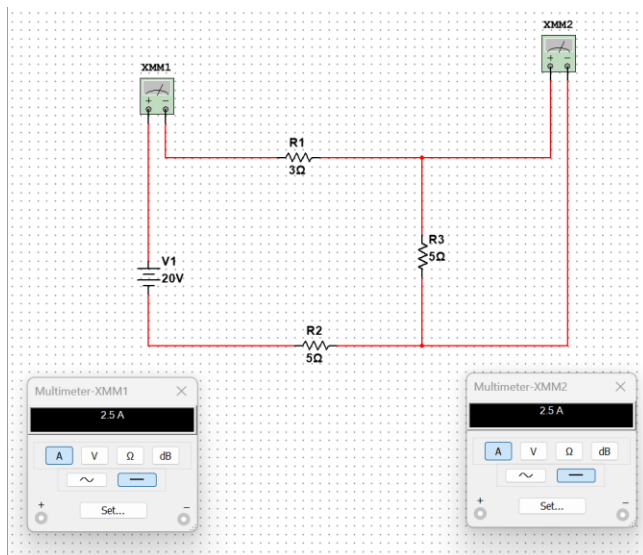 XMM2
XMM1
+ −
+ −
R1
3Ω
R3
5Ω
V1
20V
R2
5Ω
Multimeter-XMM1 ×
2.5 A
A V Ω dB
~ —
+ Set... −
Multimeter-XMM2 ×
2.5 A
A V Ω dB
~ —
+ Set... −